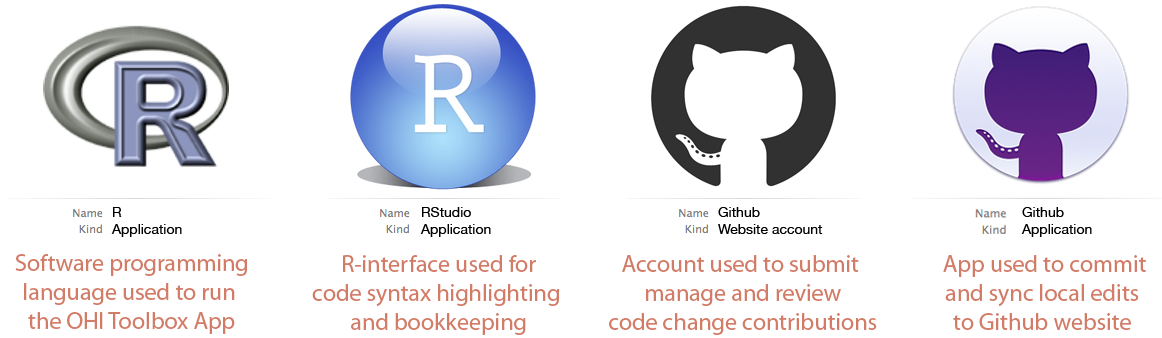 R
R
Name R
Kind Application
Software programming
language used to run
the OHI Toolbox App
Name RStudio
Kind Application
R-interface used for
code syntax highlighting
and bookkeeping
Name Github
Kind Website account
Account used to submit
manage and review
code change contributions
Name Github
Kind Application
App used to commit
and sync local edits
to Github website